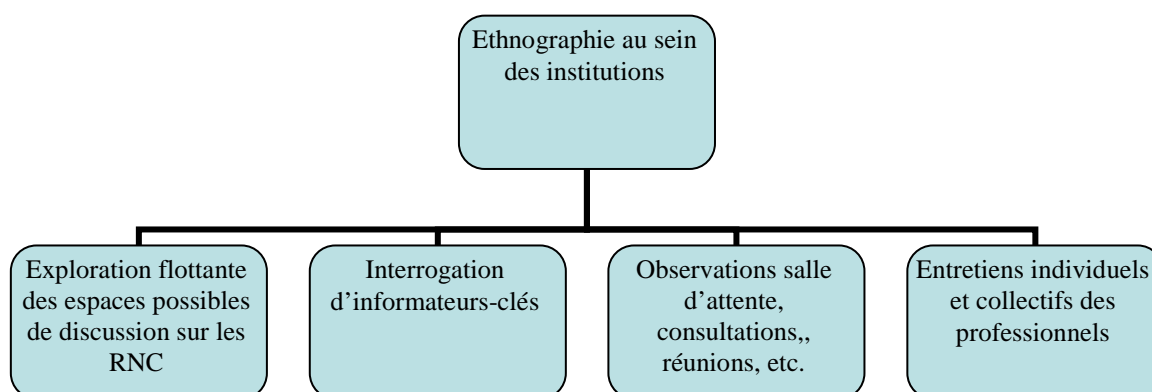 Ethnographie au sein
des institutions
Exploration flottante
des espaces possibles
de discussion sur les
RNC
Interrogation
d’informateurs-clés
Observations salle
d’attente,
consultations,,
réunions, etc.
Entretiens individuels
et collectifs des
professionnels